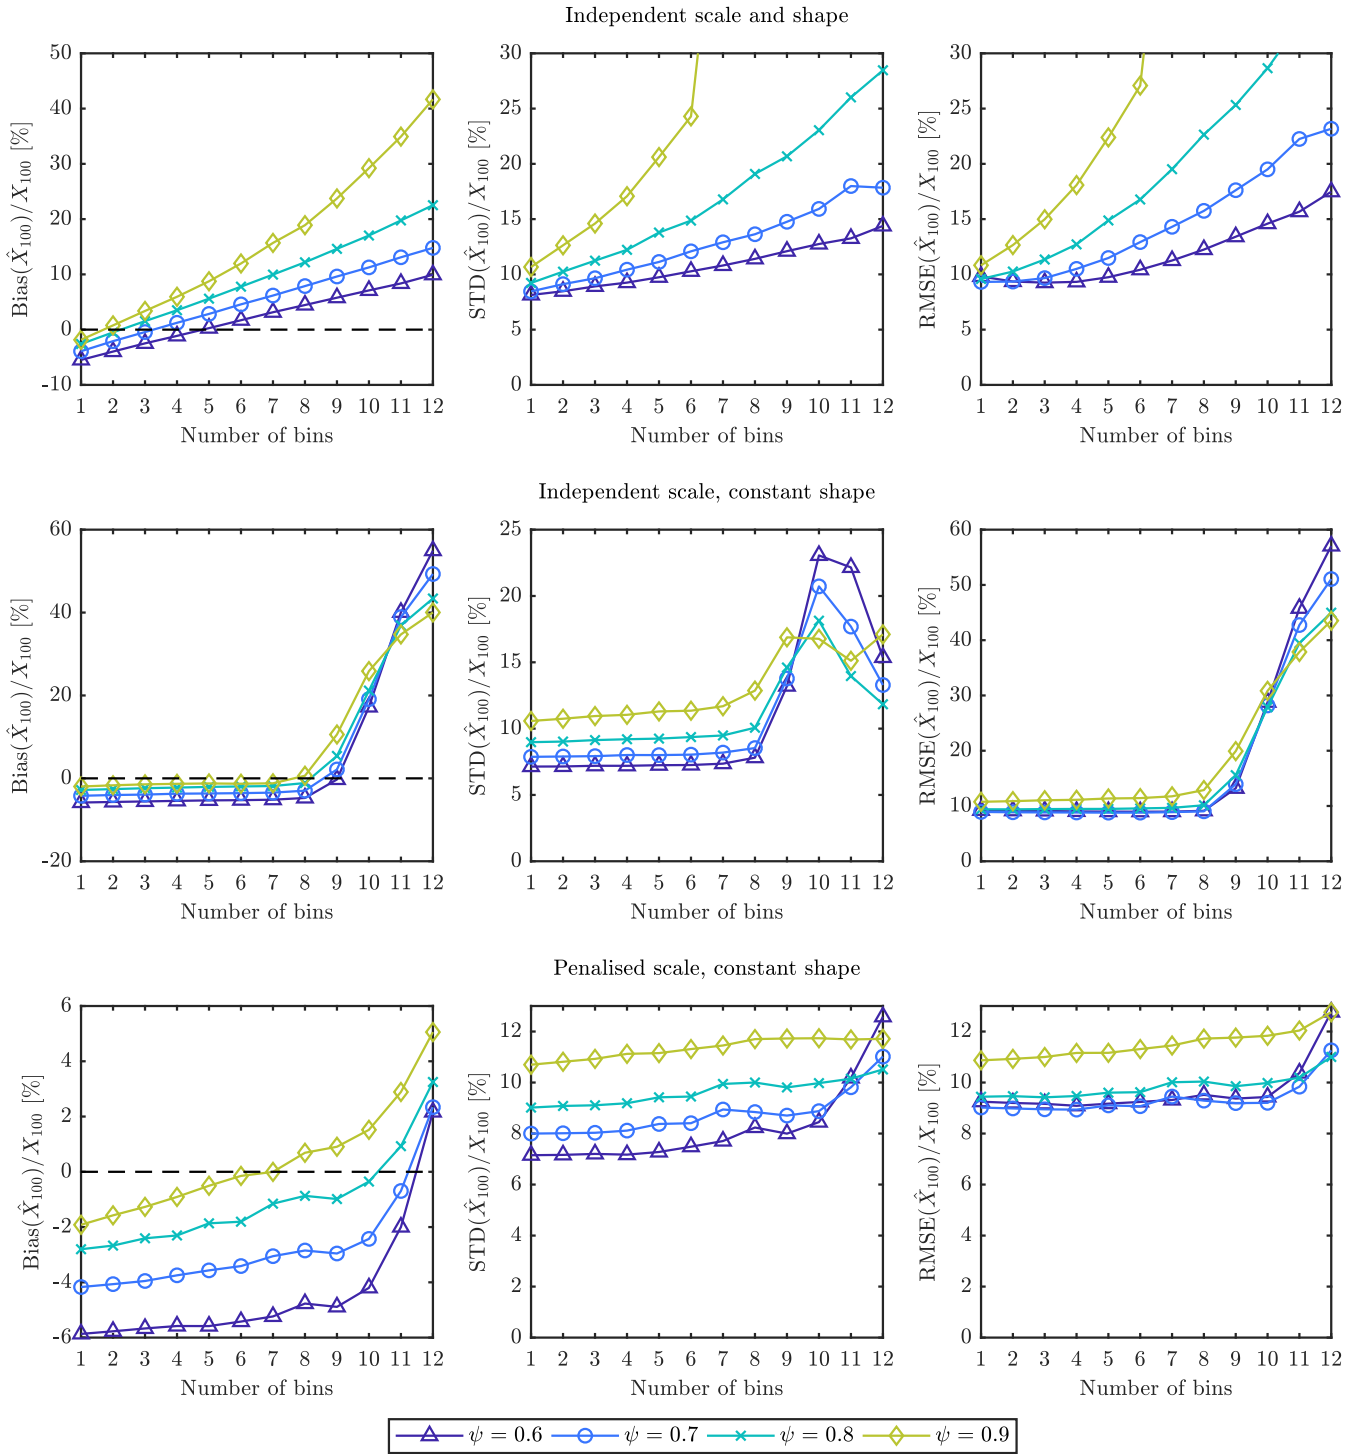 Independent scale and shape
Bias(X̂₁₀₀)/X₁₀₀ [%]
50
40
30
20
10
0
-10
1 2 3 4 5 6 7 8 9 10 11 12
Number of bins
STD(X̂₁₀₀)/X₁₀₀ [%]
30
25
20
15
10
5
0
1 2 3 4 5 6 7 8 9 10 11 12
Number of bins
RMSE(X̂₁₀₀)/X₁₀₀ [%]
30
25
20
15
10
5
0
1 2 3 4 5 6 7 8 9 10 11 12
Number of bins
Independent scale, constant shape
Bias(X̂₁₀₀)/X₁₀₀ [%]
60
40
20
0
-20
1 2 3 4 5 6 7 8 9 10 11 12
Number of bins
STD(X̂₁₀₀)/X₁₀₀ [%]
25
20
15
10
5
0
1 2 3 4 5 6 7 8 9 10 11 12
Number of bins
RMSE(X̂₁₀₀)/X₁₀₀ [%]
60
50
40
30
20
10
0
1 2 3 4 5 6 7 8 9 10 11 12
Number of bins
Penalised scale, constant shape
Bias(X̂₁₀₀)/X₁₀₀ [%]
6
4
2
0
-2
-4
-6
1 2 3 4 5 6 7 8 9 10 11 12
Number of bins
STD(X̂₁₀₀)/X₁₀₀ [%]
12
10
8
6
4
2
0
1 2 3 4 5 6 7 8 9 10 11 12
Number of bins
RMSE(X̂₁₀₀)/X₁₀₀ [%]
12
10
8
6
4
2
0
1 2 3 4 5 6 7 8 9 10 11 12
Number of bins
ψ = 0.6 ψ = 0.7 ψ = 0.8 ψ = 0.9